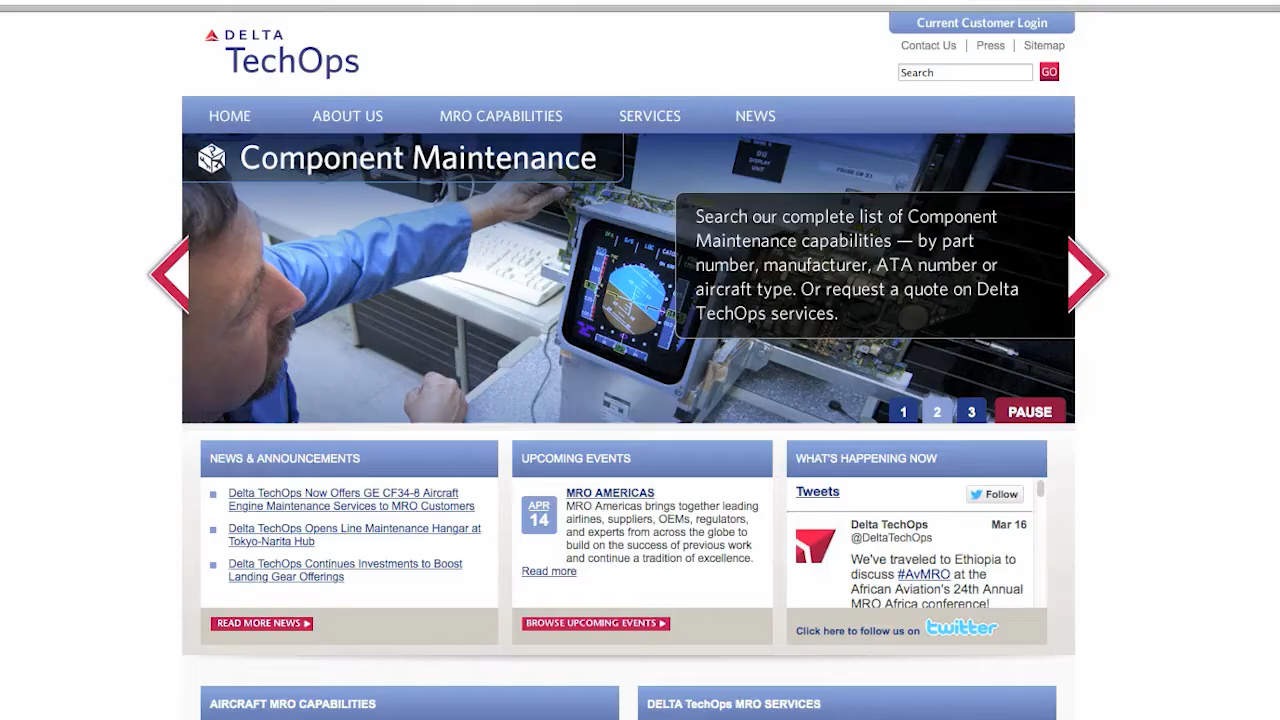 Current Customer Login
DELTA
TechOps
Contact Us | Press | Sitemap
Search GO
HOME ABOUT US MRO CAPABILITIES SERVICES NEWS
Component Maintenance
Search our complete list of Component
Maintenance capabilities — by part
number, manufacturer, ATA number or
aircraft type. Or request a quote on Delta
TechOps services.
1 2 3 PAUSE
NEWS & ANNOUNCEMENTS
Delta TechOps Now Offers GE CF34-8 Aircraft
Engine Maintenance Services to MRO Customers
Delta TechOps Opens Line Maintenance Hangar at
Tokyo-Narita Hub
Delta TechOps Continues Investments to Boost
Landing Gear Offerings
READ MORE NEWS
UPCOMING EVENTS
APR
14
MRO AMERICAS
MRO Americas brings together leading
airlines, suppliers, OEMs, regulators,
and experts from across the globe to
build on the success of previous work
and continue a tradition of excellence.
Read more
BROWSE UPCOMING EVENTS
WHAT'S HAPPENING NOW
Tweets Follow
Delta TechOps Mar 16
@DeltaTechOps
We've traveled to Ethiopia to
discuss #AvMRO at the
African Aviation's 24th Annual
MRO Africa conference!
Click here to follow us on twitter
AIRCRAFT MRO CAPABILITIES
DELTA TechOps MRO SERVICES